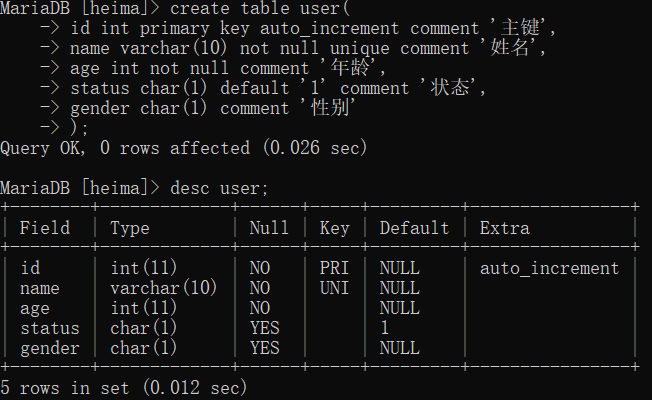 MariaDB [heima]> create table user(
    -> id int primary key auto_increment comment '主键',
    -> name varchar(10) not null unique comment '姓名',
    -> age int not null comment '年龄',
    -> status char(1) default '1' comment '状态',
    -> gender char(1) comment '性别'
    -> );
Query OK, 0 rows affected (0.026 sec)
MariaDB [heima]> desc user;
+--------+-------------+------+-----+---------+----------------+
| Field  | Type        | Null | Key | Default | Extra          |
+--------+-------------+------+-----+---------+----------------+
| id     | int(11)     | NO   | PRI | NULL    | auto_increment |
| name   | varchar(10) | NO   | UNI | NULL    |                |
| age    | int(11)     | NO   |     | NULL    |                |
| status | char(1)     | YES  |     | 1       |                |
| gender | char(1)     | YES  |     | NULL    |                |
+--------+-------------+------+-----+---------+----------------+
5 rows in set (0.012 sec)